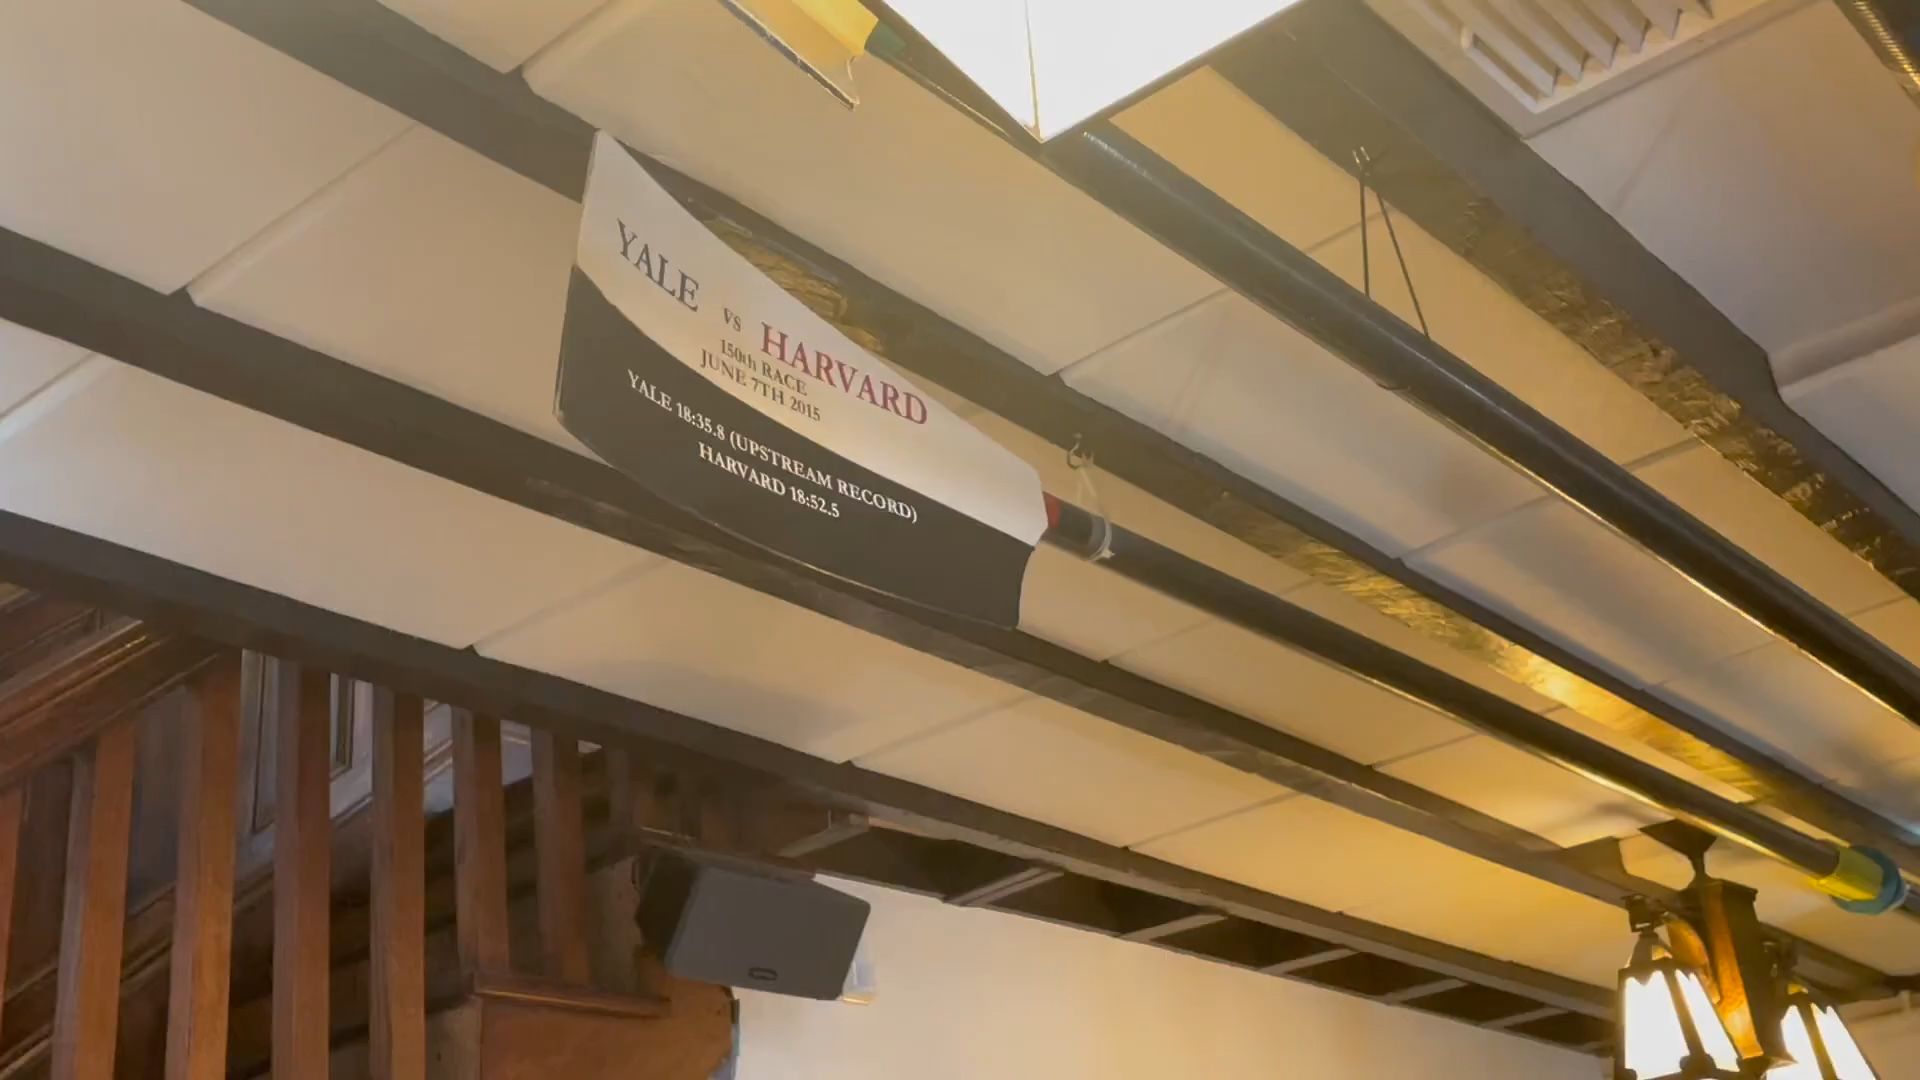 YALE VS HARVARD
150th RACE
JUNE 7TH 2015
YALE 18:35.8 (UPSTREAM RECORD)
HARVARD 18:52.5